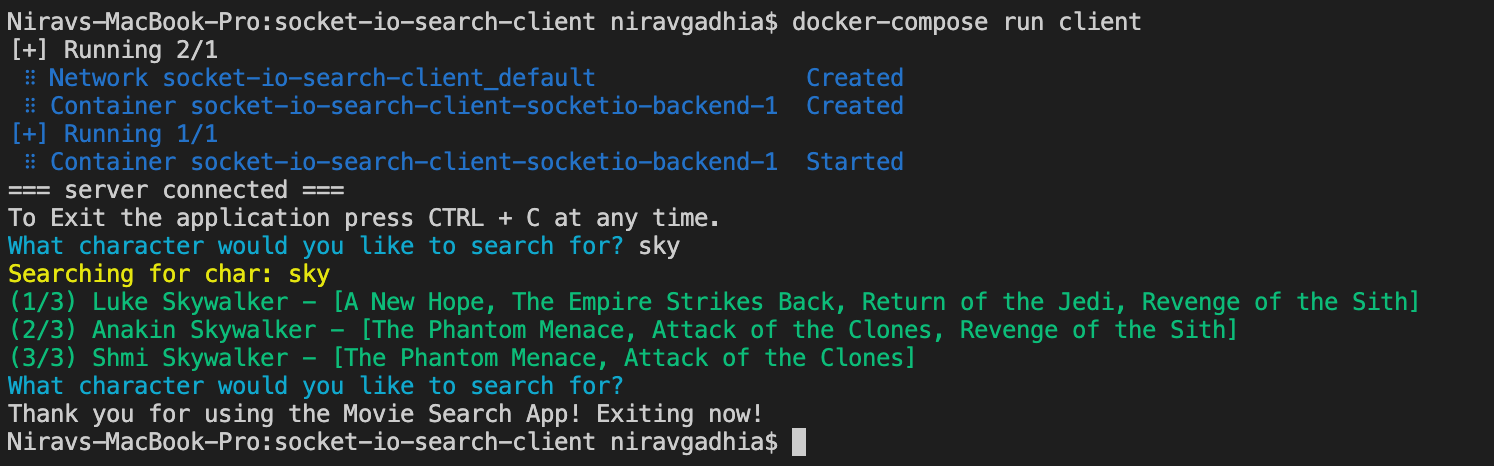 Niravs-MacBook-Pro:socket-io-search-client niravgadhia$ docker-compose run client
[+] Running 2/1
⠿ Network socket-io-search-client_default Created
⠿ Container socket-io-search-client-socketio-backend-1 Created
[+] Running 1/1
⠿ Container socket-io-search-client-socketio-backend-1 Started
=== server connected ===
To Exit the application press CTRL + C at any time.
What character would you like to search for? sky
Searching for char: sky
(1/3) Luke Skywalker - [A New Hope, The Empire Strikes Back, Return of the Jedi, Revenge of the Sith]
(2/3) Anakin Skywalker - [The Phantom Menace, Attack of the Clones, Revenge of the Sith]
(3/3) Shmi Skywalker - [The Phantom Menace, Attack of the Clones]
What character would you like to search for?
Thank you for using the Movie Search App! Exiting now!
Niravs-MacBook-Pro:socket-io-search-client niravgadhia$